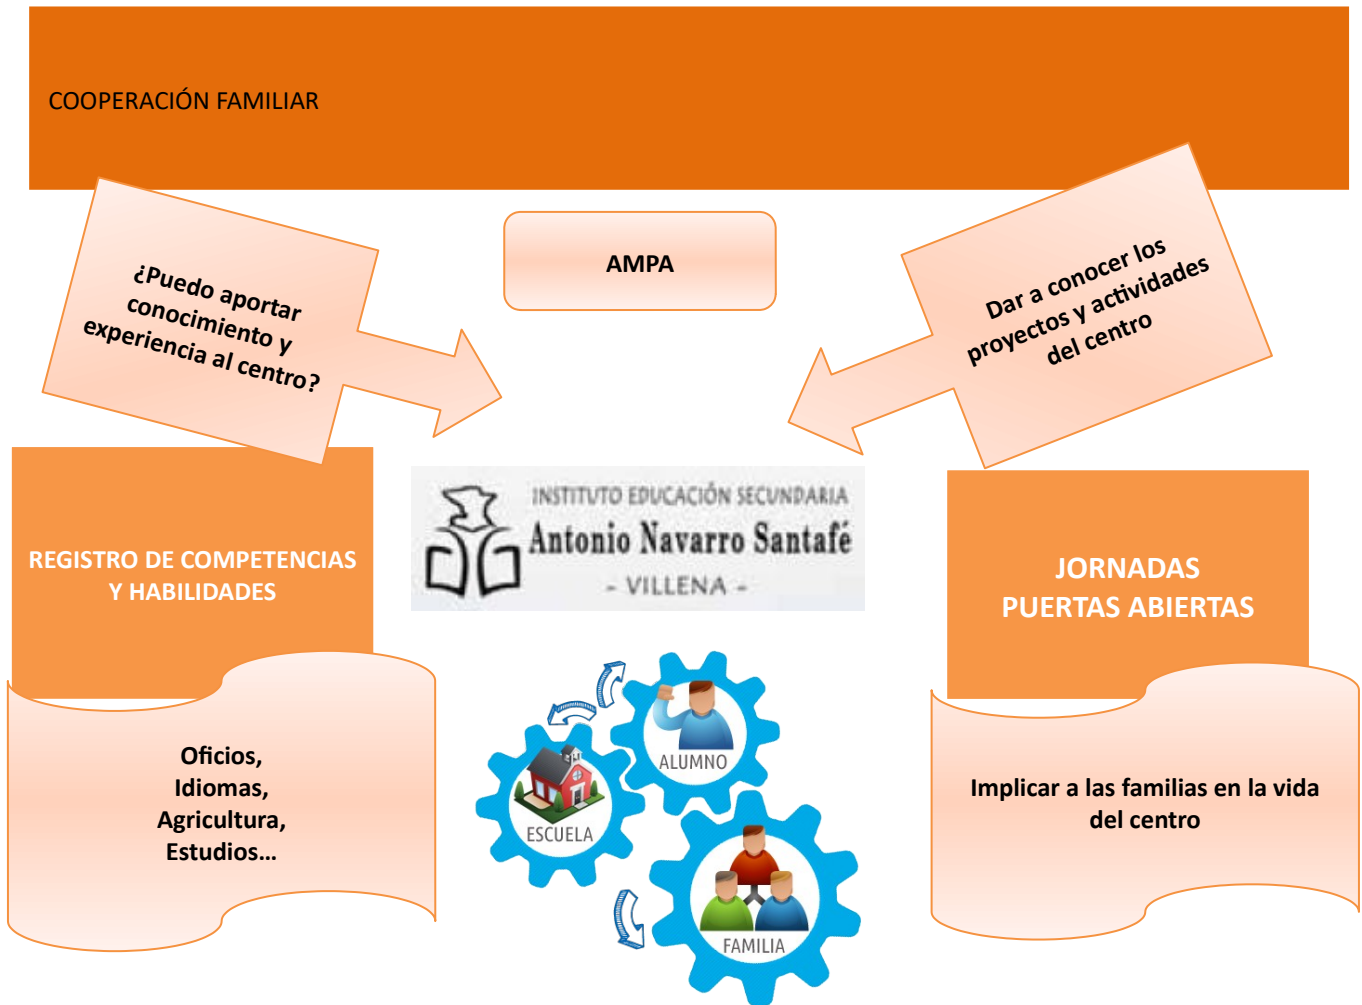 COOPERACIÓN FAMILIAR
AMPA
¿Puedo aportar
conocimiento y
experiencia al centro?
Dar a conocer los
proyectos y actividades
del centro
REGISTRO DE COMPETENCIAS
Y HABILIDADES
INSTITUTO EDUCACIÓN SECUNDARIA
Antonio Navarro Santafé
- VILLENA -
JORNADAS
PUERTAS ABIERTAS
Oficios,
Idiomas,
Agricultura,
Estudios...
ALUMNO
ESCUELA
FAMILIA
Implicar a las familias en la vida
del centro